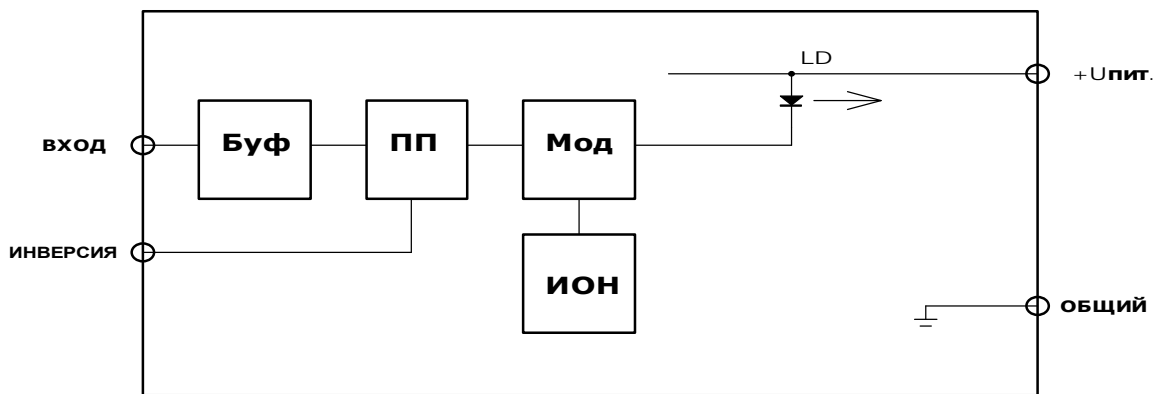 LD
+Uпит.
вход
Буф
ПП
Мод
ИНВЕРСИЯ
ИОН
ОБЩИЙ